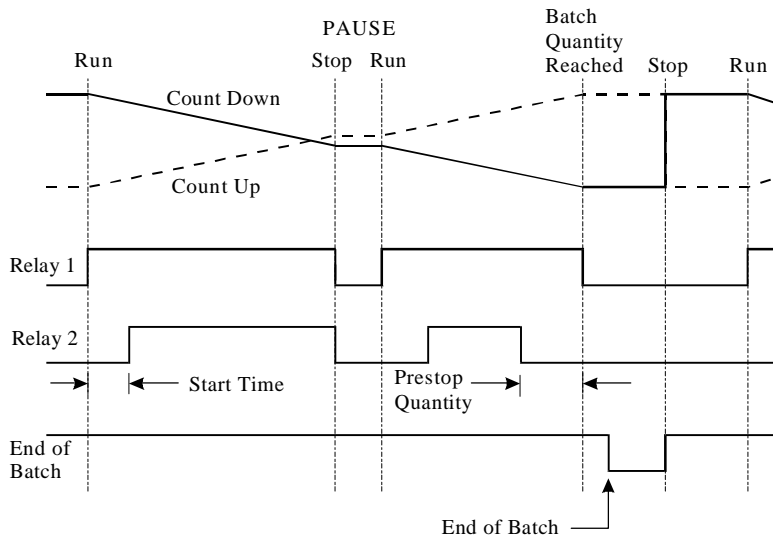 PAUSE
Batch
Quantity
Reached
Run
Stop
Run
Stop
Run
Count Down
Count Up
Relay 1
Relay 2
Start Time
Prestop
Quantity
End of
Batch
End of Batch